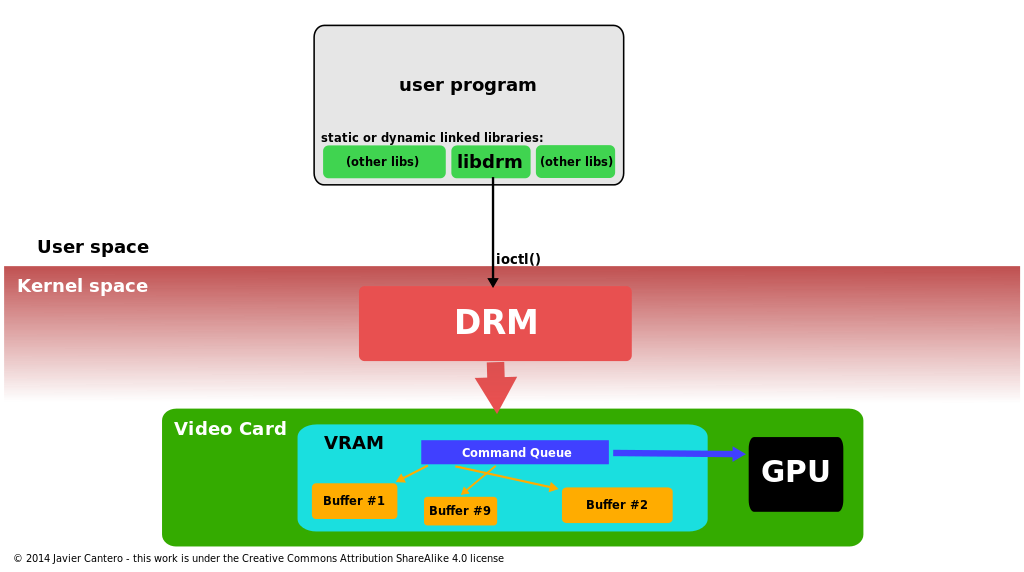 user program
static or dynamic linked libraries:
(other libs) libdrm (other libs)
User space
ioctl()
Kernel space
DRM
Video Card
VRAM
Command Queue
GPU
Buffer #1
Buffer #9
Buffer #2
© 2014 Javier Cantero - this work is under the Creative Commons Attribution ShareAlike 4.0 license